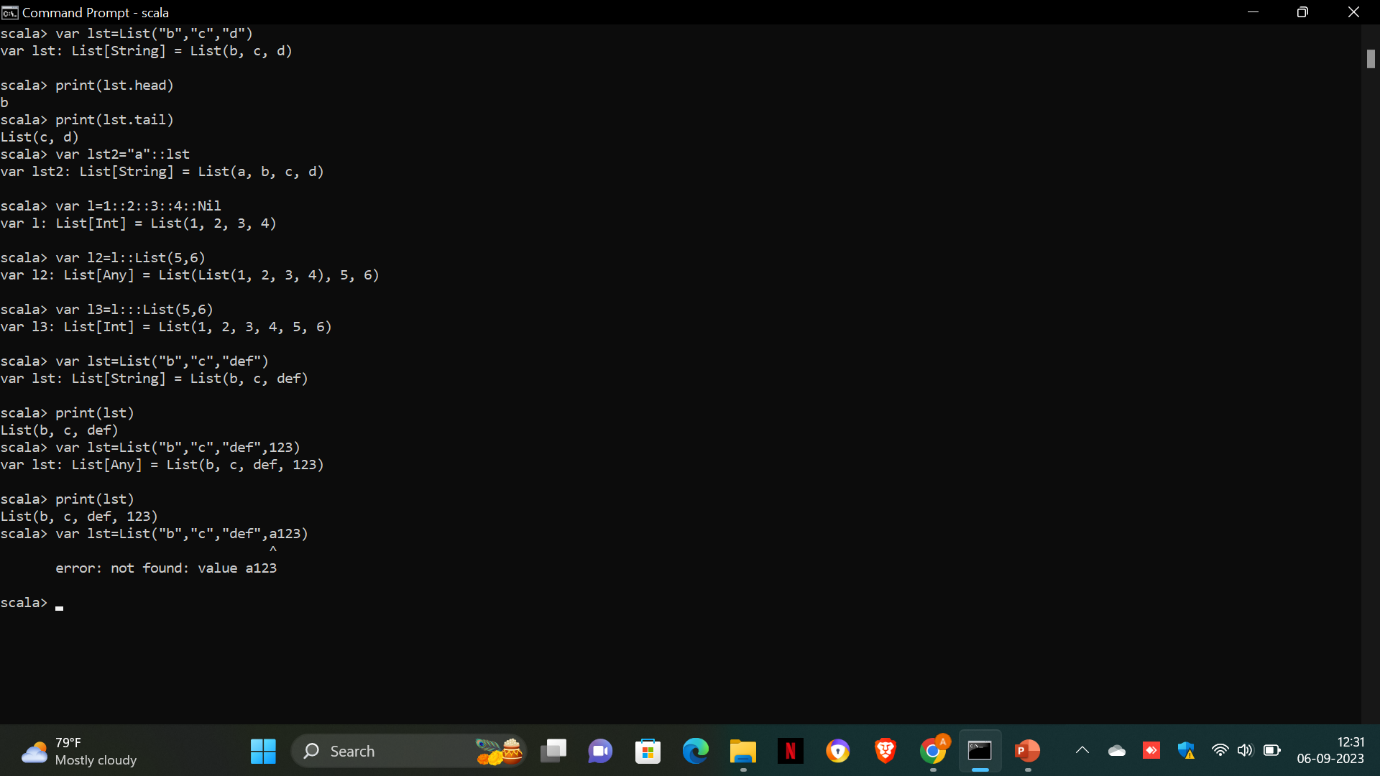 Command Prompt - scala
scala> var lst=List("b","c","d")
var lst: List[String] = List(b, c, d)
scala> print(lst.head)
b
scala> print(lst.tail)
List(c, d)
scala> var lst2="a"::lst
var lst2: List[String] = List(a, b, c, d)
scala> var l=1::2::3::4::Nil
var l: List[Int] = List(1, 2, 3, 4)
scala> var l2=l::List(5,6)
var l2: List[Any] = List(List(1, 2, 3, 4), 5, 6)
scala> var l3=l:::List(5,6)
var l3: List[Int] = List(1, 2, 3, 4, 5, 6)
scala> var lst=List("b","c","def")
var lst: List[String] = List(b, c, def)
scala> print(lst)
List(b, c, def)
scala> var lst=List("b","c","def",123)
var lst: List[Any] = List(b, c, def, 123)
scala> print(lst)
List(b, c, def, 123)
scala> var lst=List("b","c","def",a123)
^
error: not found: value a123
scala>
79°F
Mostly cloudy
Search
12:31
06-09-2023